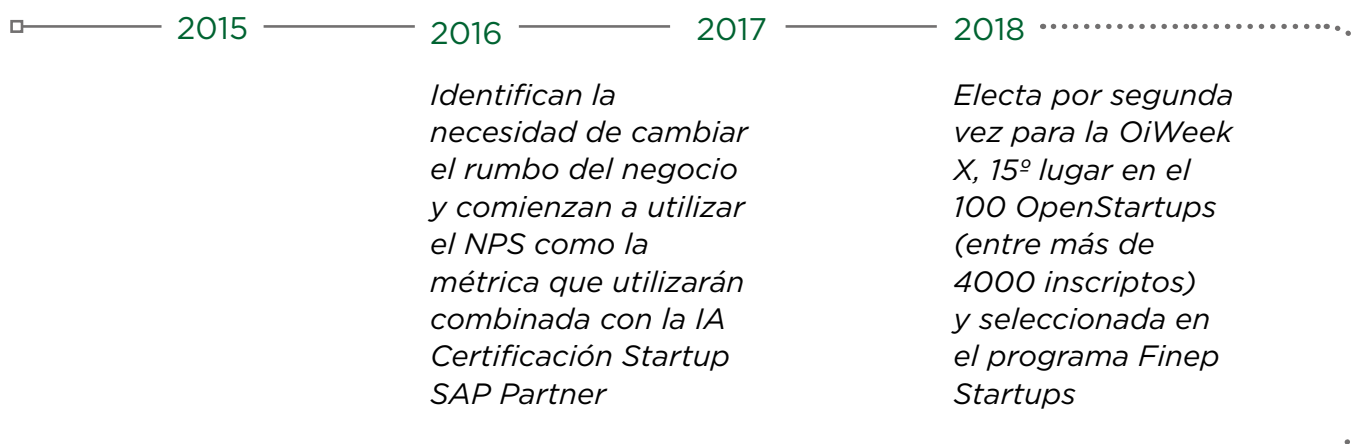 2015 2016 2017 2018
Identifican la
necesidad de cambiar
el rumbo del negocio
y comienzan a utilizar
el NPS como la
métrica que utilizarán
combinada con la IA
Certificación Startup
SAP Partner
Electa por segunda
vez para la OiWeek
X, 15º lugar en el
100 OpenStartups
(entre más de
4000 inscriptos)
y seleccionada en
el programa Finep
Startups